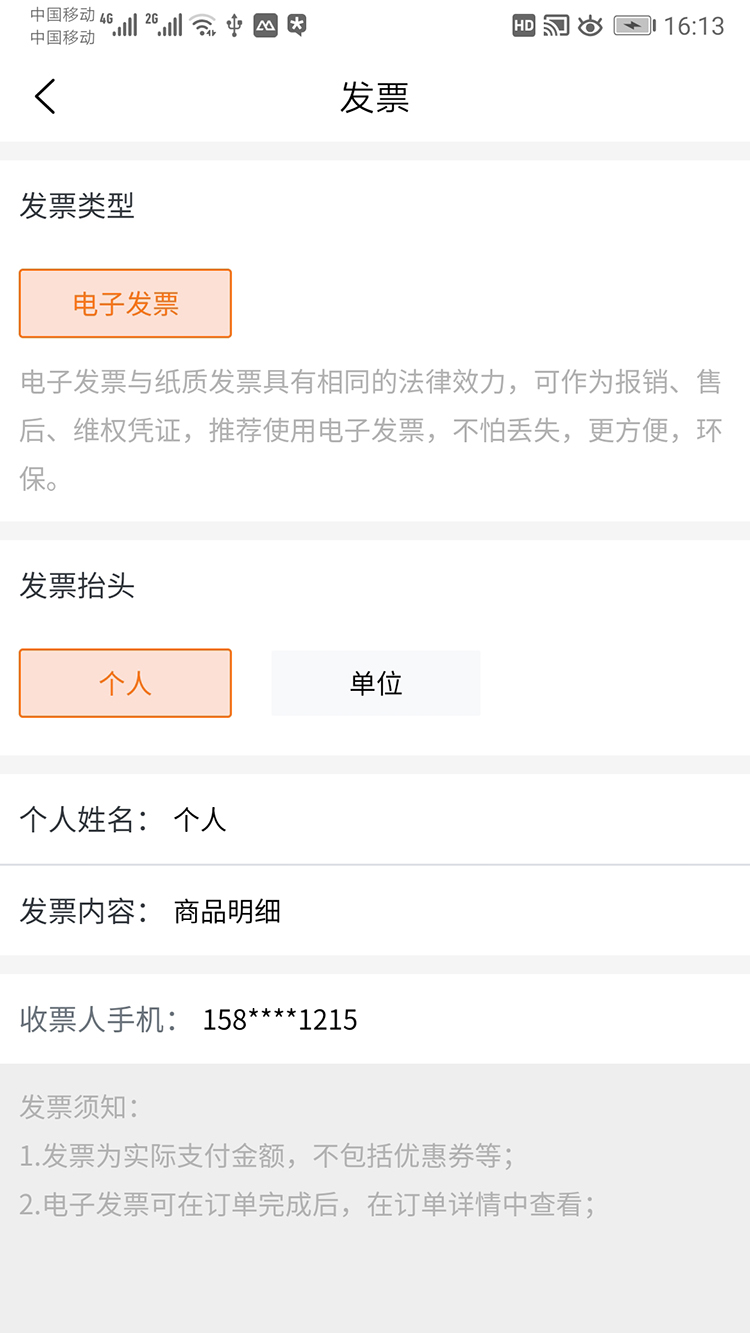 中国移动 4G 2G HD 16:13
中国移动
发票
发票类型
电子发票
电子发票与纸质发票具有相同的法律效力，可作为报销、售
后、维权凭证，推荐使用电子发票，不怕丢失，更方便，环
保。
发票抬头
个人 单位
个人姓名： 个人
发票内容： 商品明细
收票人手机： 158****1215
发票须知：
1.发票为实际支付金额，不包括优惠券等；
2.电子发票可在订单完成后，在订单详情中查看；